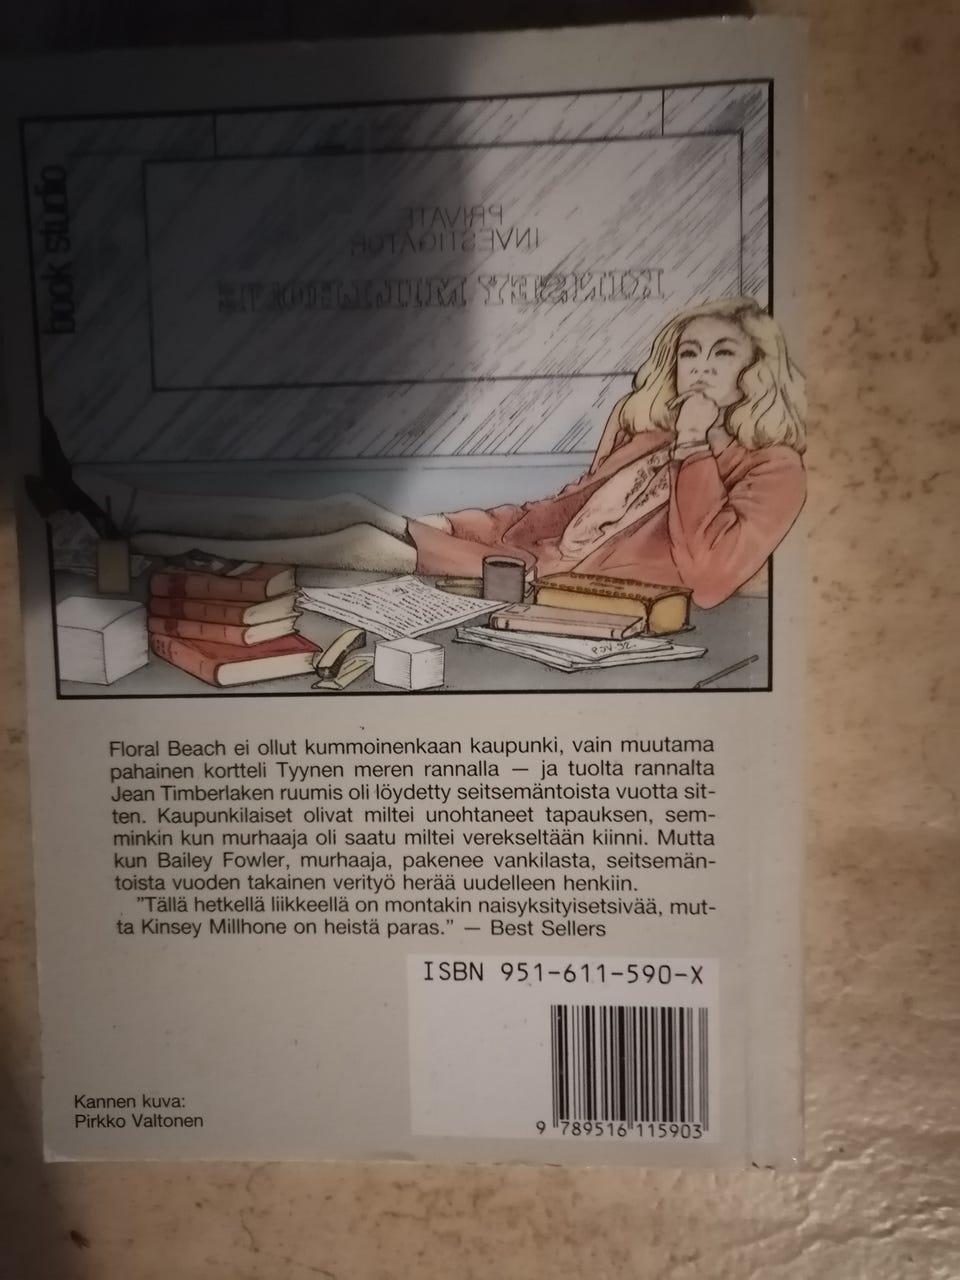 book studio
PRIVATE
INVESTIGATOR
KINSEY MILLHONE
PJV 92
Floral Beach ei ollut kummoinenkaan kaupunki, vain muutama
pahainen kortteli Tyynen meren rannalla — ja tuolta rannalta
Jean Timberlaken ruumis oli löydetty seitsemäntoista vuotta sit-
ten. Kaupunkilaiset olivat miltei unohtaneet tapauksen, sem-
minkin kun murhaaja oli saatu miltei verekseltään kiinni. Mutta
kun Bailey Fowler, murhaaja, pakenee vankilasta, seitsemän-
toista vuoden takainen verityö herää uudelleen henkiin.
"Tällä hetkellä liikkeellä on montakin naisyksityisetsivää, mut-
ta Kinsey Millhone on heistä paras." — Best Sellers
ISBN 951-611-590-X
9 789516 115903
Kannen kuva:
Pirkko Valtonen